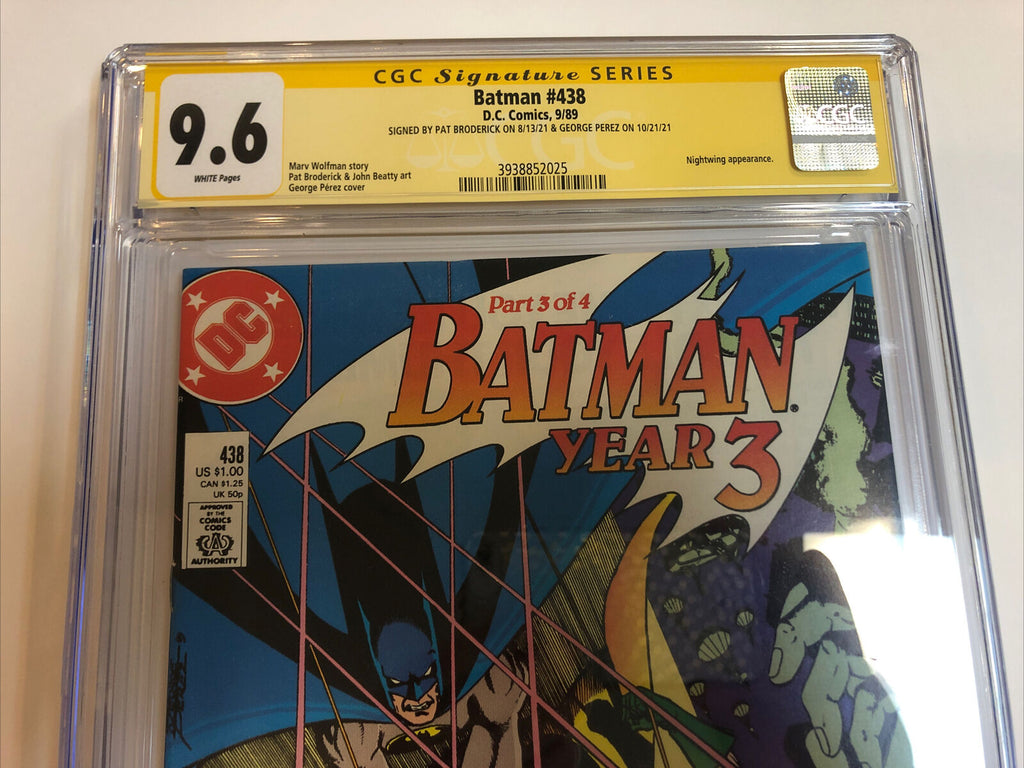 CGC Signature SERIES
Batman #438
D.C. Comics, 9/89
SIGNED BY PAT BRODERICK ON 8/13/21 & GEORGE PEREZ ON 10/21/21
9.6
WHITE Pages
Marv Wolfman story
Pat Broderick & John Beatty art
George Pérez cover
3938852025
Nightwing appearance.
CGC
CGC
DC
Part 3 of 4
BATMAN®
YEAR 3
438
US $1.00
CAN $1.25
UK 50p
APPROVED
BY THE
COMICS
CODE
CA
AUTHORITY